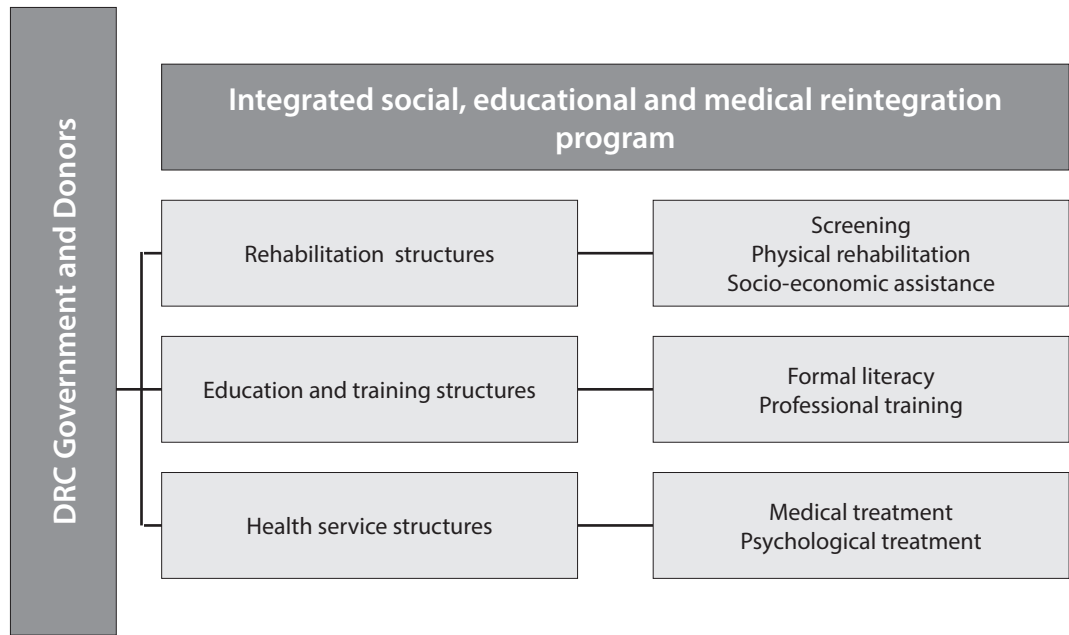 DRC Government and Donors
Integrated social, educational and medical reintegration
program
Rehabilitation structures
Screening
Physical rehabilitation
Socio-economic assistance
Education and training structures
Formal literacy
Professional training
Health service structures
Medical treatment
Psychological treatment